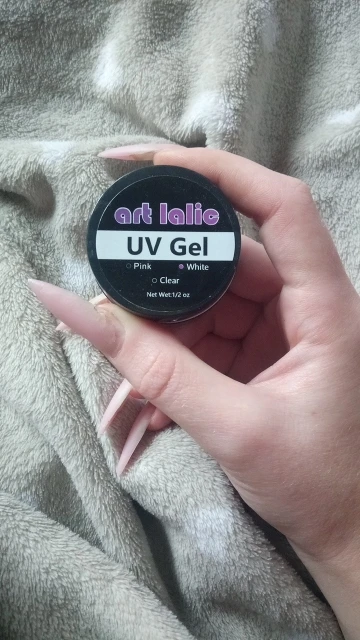 art lalic
UV Gel
Pink White
Clear
Net Wet:1/2 oz